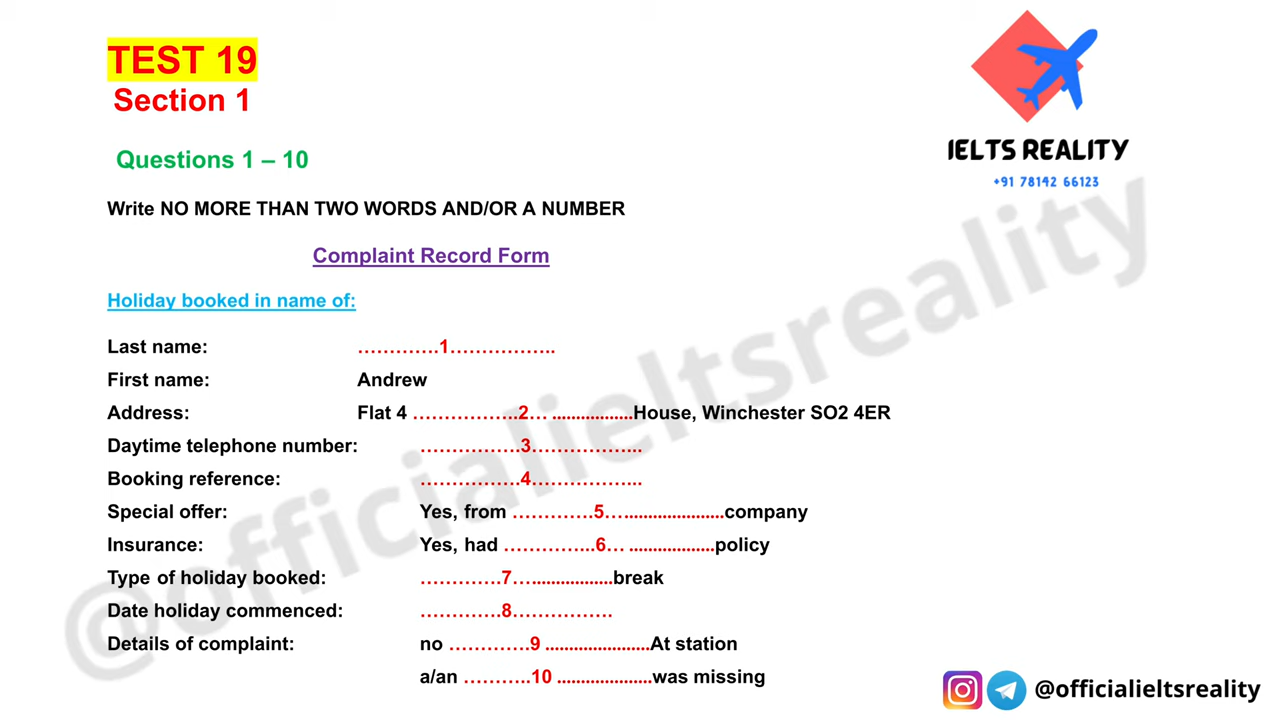 TEST 19
Section 1
IELTS REALITY
+91 78142 66123
Questions 1 – 10
Write NO MORE THAN TWO WORDS AND/OR A NUMBER
Complaint Record Form
Holiday booked in name of:
Last name: ………….1……………..
First name: Andrew
Address: Flat 4 ……………..2… .................House, Winchester SO2 4ER
Daytime telephone number: …………….3……………...
Booking reference: …………….4……………...
Special offer: Yes, from ………….5…......................company
Insurance: Yes, had …………..6… ..................policy
Type of holiday booked: ………….7….................break
Date holiday commenced: ………….8…………….
Details of complaint: no ………….9 ......................At station
a/an ………..10 ....................was missing
@officialieltsreality
@officialieltsreality